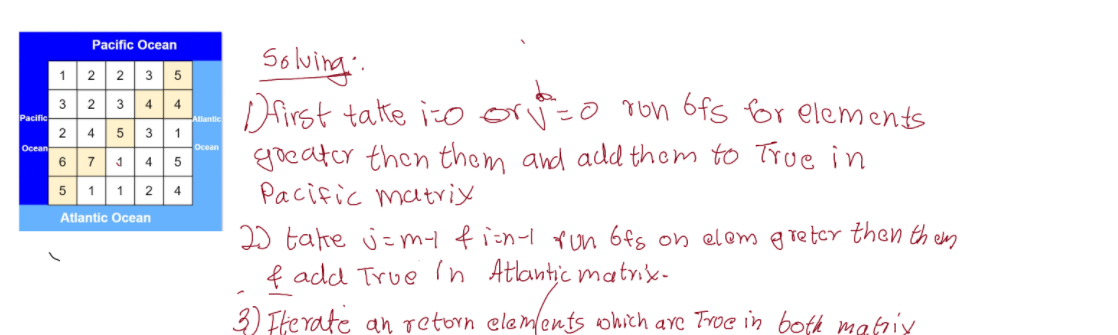 Pacific Ocean
1 2 2 3 5
3 2 3 4 4
Pacific
Atlantic
2 4 5 3 1
Ocean
Ocean
6 7 1 4 5
5 1 1 2 4
Atlantic Ocean
Solving:
1) first take i=0 or j=0 run bfs for elements
greater then them and add them to True in
Pacific matrix
2) take j=m-1 & i=n-1 run bfs on elem greter then them
& add True in Atlantic matrix.
3) Iterate an retorn elements which are True in both matrix